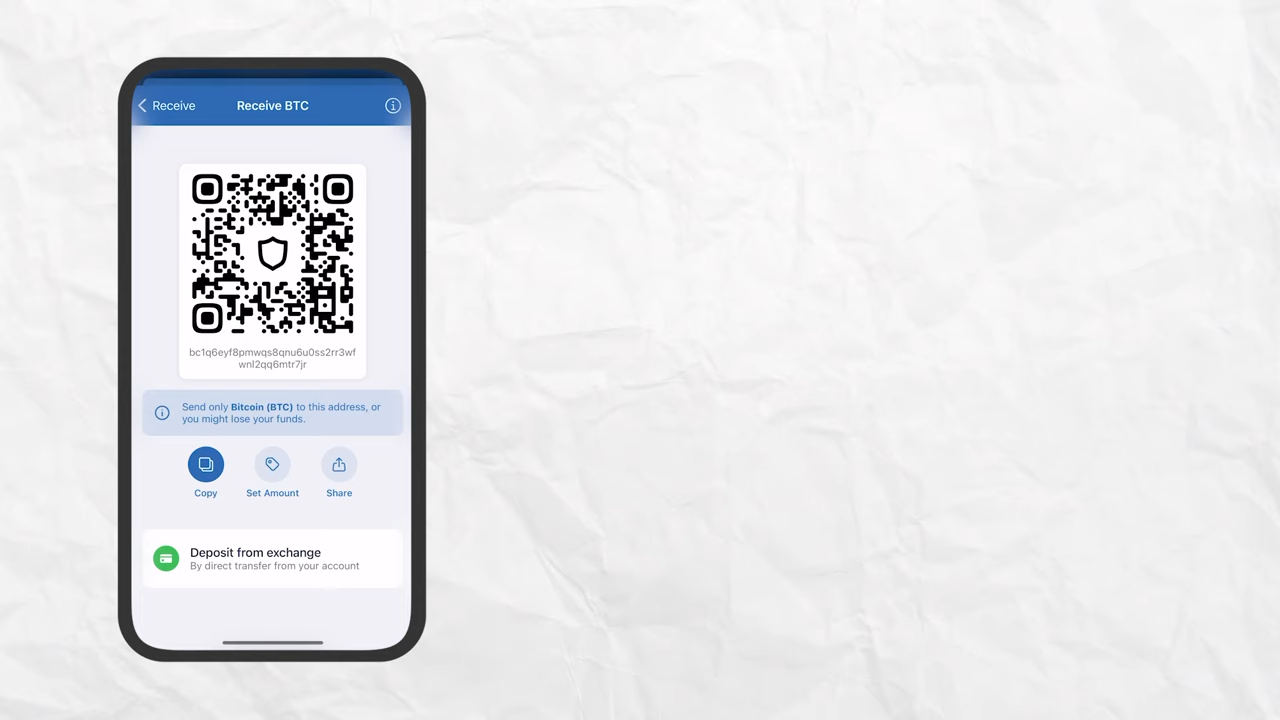 Receive
Receive BTC
bc1q6eyf8pmwqs8qnu6u0ss2rr3wf
wnl2qq6mtr7jr
Send only Bitcoin (BTC) to this address, or
you might lose your funds.
Copy
Set Amount
Share
Deposit from exchange
By direct transfer from your account